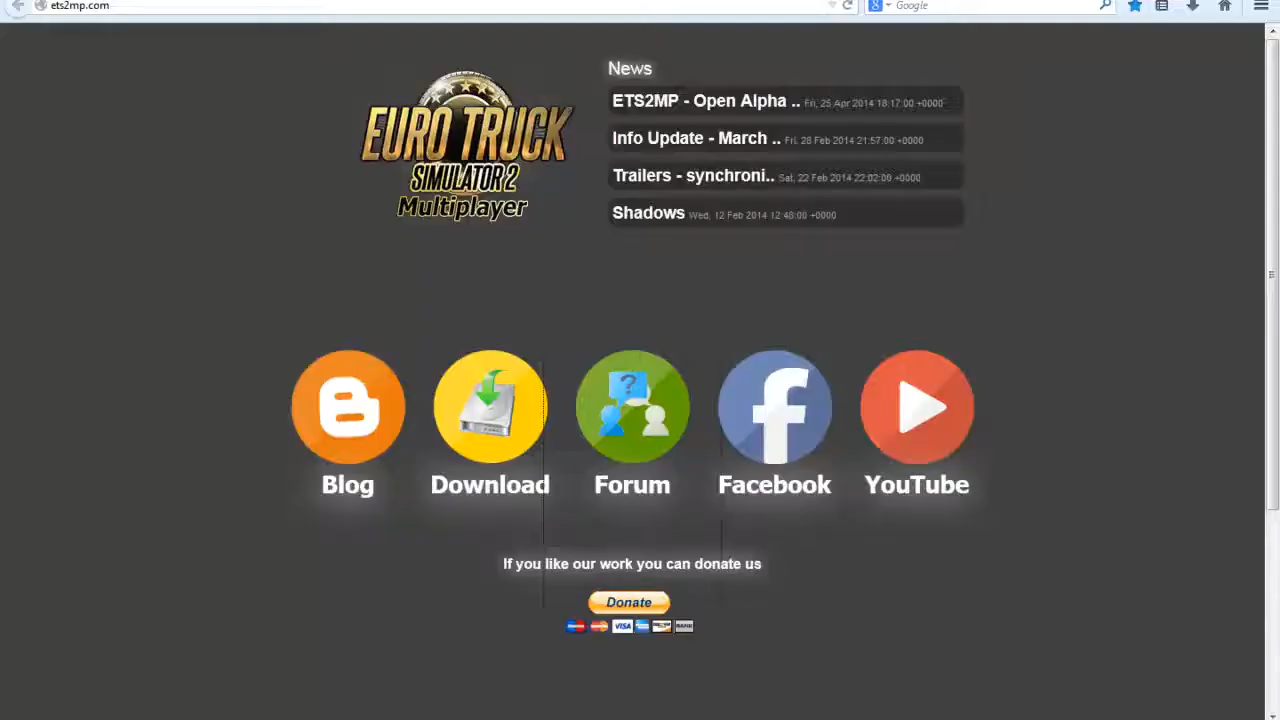 ets2mp.com
Google
EURO TRUCK
SIMULATOR 2
Multiplayer
News
ETS2MP - Open Alpha .. Fri, 25 Apr 2014 18:17:00 +0000
Info Update - March .. Fri, 28 Feb 2014 21:57:00 +0000
Trailers - synchroni.. Sat, 22 Feb 2014 22:02:00 +0000
Shadows Wed, 12 Feb 2014 12:48:00 +0000
Blog
Download
Forum
Facebook
YouTube
If you like our work you can donate us
Donate
VISA